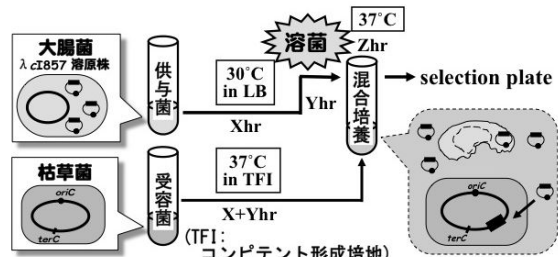 大腸菌
λ cI857 溶原株
供与菌
30°C
in LB
Xhr
溶菌
Yhr
37°C
Zhr
混合培養
selection plate
枯草菌
oriC
terC
受容菌
37°C
in TFI
X+Yhr
(TFI:
コンピテント形成培地)
oriC
terC